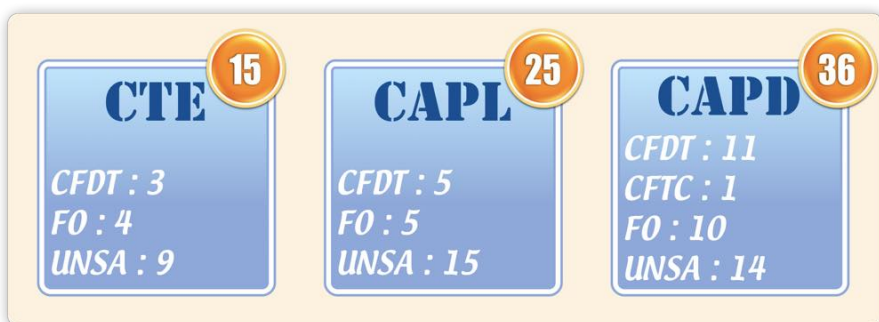 15
CTE
CFDT : 3
FO : 4
UNSA : 9
25
CAPL
CFDT : 5
FO : 5
UNSA : 15
36
CAPD
CFDT : 11
CFTC : 1
FO : 10
UNSA : 14